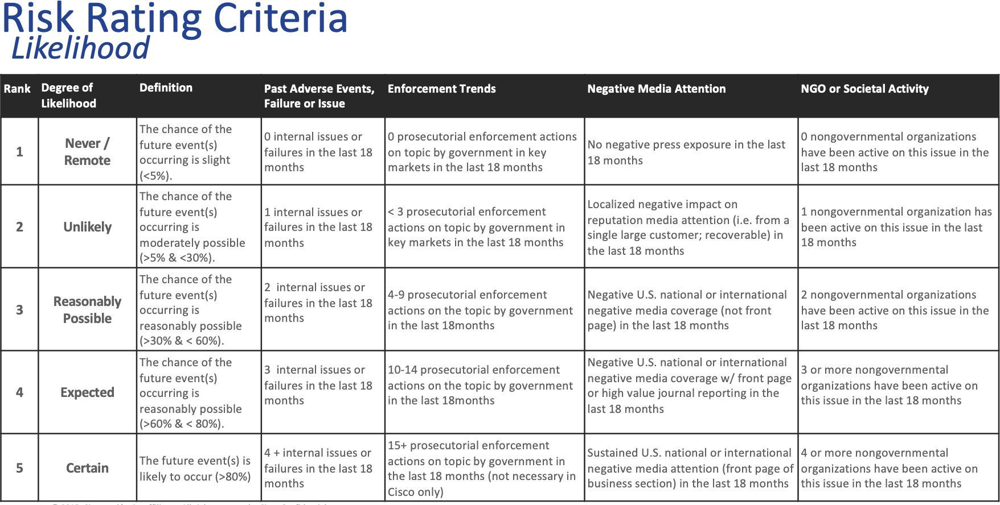 Risk Rating Criteria
Likelihood
Rank
Degree of
Likelihood
Definition
Past Adverse Events,
Failure or Issue
Enforcement Trends
Negative Media Attention
NGO or Societal Activity
1
Never /
Remote
The chance of the
future event(s)
occurring is slight
(<5%).
0 internal issues or
failures in the last 18
months
0 prosecutorial enforcement actions
on topic by government in key
markets in the last 18 months
No negative press exposure in the last
18 months
0 nongovernmental organizations
have been active on this issue in the
last 18 months
2
Unlikely
The chance of the
future event(s)
occurring is
moderately possible
(>5% & <30%).
1 internal issues or
failures in the last 18
months
< 3 prosecutorial enforcement
actions on topic by government in
key markets in the last 18 months
Localized negative impact on
reputation media attention (i.e. from a
single large customer; recoverable) in
the last 18 months
1 nongovernmental organization has
been active on this issue in the last
18 months
3
Reasonably
Possible
The chance of the
future event(s)
occurring is
reasonably possible
(>30% & < 60%).
2 internal issues or
failures in the last 18
months
4-9 prosecutorial enforcement
actions on the topic by government
in the last 18months
Negative U.S. national or international
negative media coverage (not front
page) in the last 18 months
2 nongovernmental organizations
have been active on this issue in the
last 18 months
4
Expected
The chance of the
future event(s)
occurring is
reasonably possible
(>60% & < 80%).
3 internal issues or
failures in the last 18
months
10-14 prosecutorial enforcement
actions on the topic by government
in the last 18months
Negative U.S. national or international
negative media coverage w/ front page
or high value journal reporting in the
last 18 months
3 or more nongovernmental
organizations have been active on
this issue in the last 18 months
5
Certain
The future event(s) is
likely to occur (>80%)
4 + internal issues or
failures in the last 18
months
15+ prosecutorial enforcement
actions on topic by government in
the last 18 months (not necessary in
Cisco only)
Sustained U.S. national or international
negative media attention (front page of
business section) in the last 18 months
4 or more nongovernmental
organizations have been active on
this issue in the last 18 months